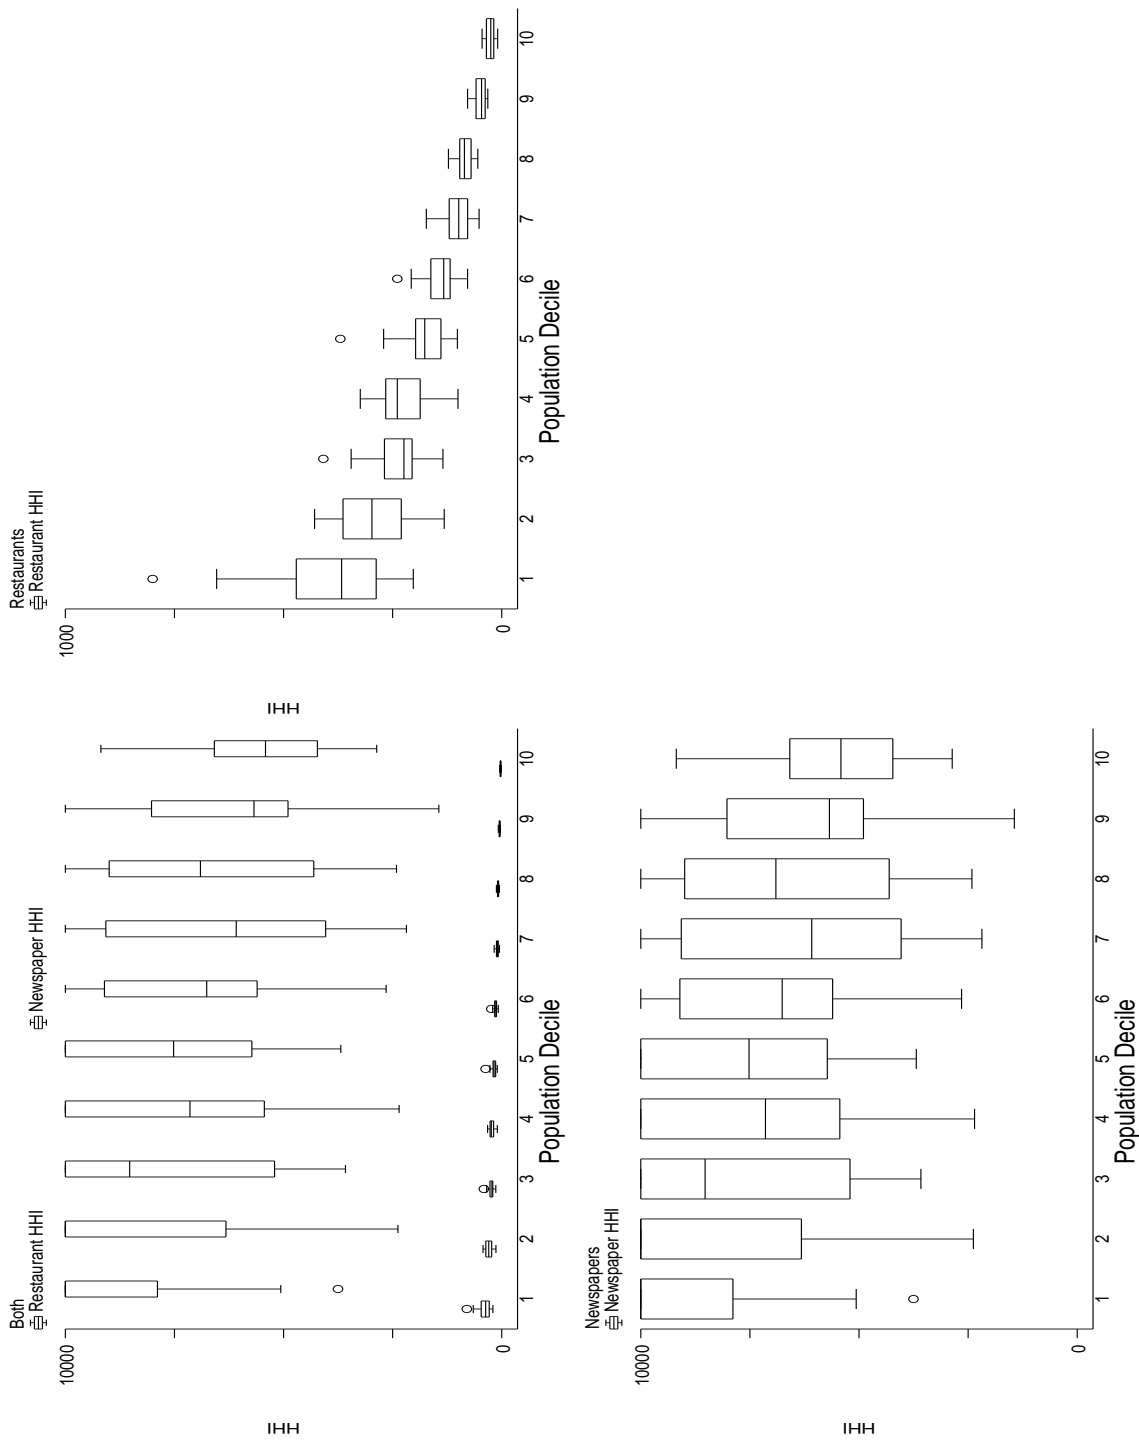 Both
Restaurant HHI Newspaper HHI
10000
HHI
0
1 2 3 4 5 6 7 8 9 10
Population Decile
Restaurants
Restaurant HHI
1000
HHI
0
1 2 3 4 5 6 7 8 9 10
Population Decile
Newspapers
Newspaper HHI
10000
HHI
0
1 2 3 4 5 6 7 8 9 10
Population Decile